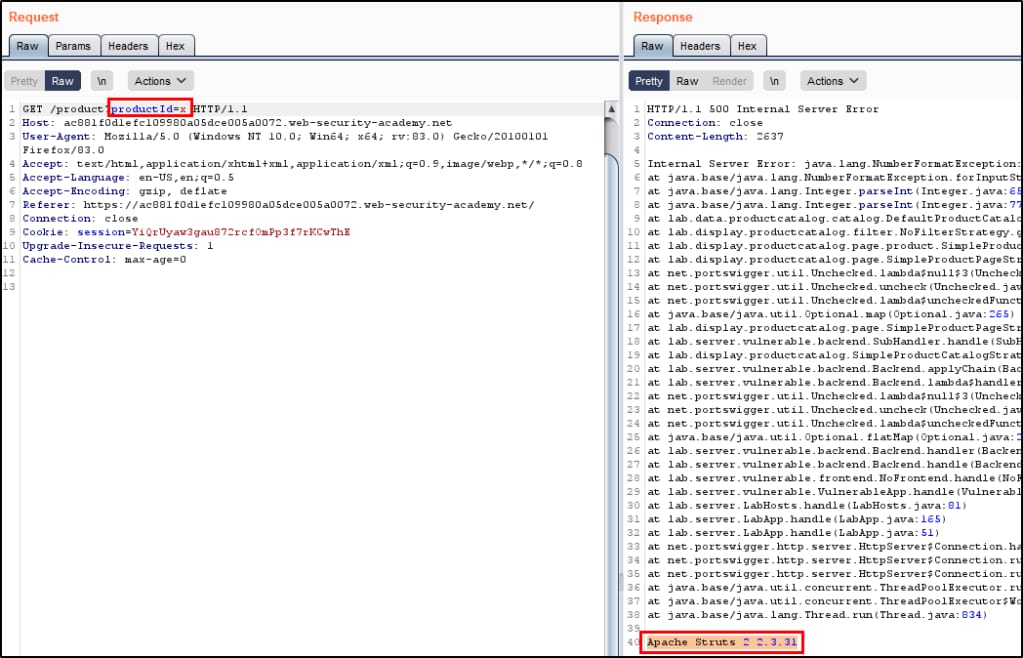 Request
Raw Params Headers Hex
Pretty Raw \n Actions
1 GET /product?productId=x HTTP/1.1
2 Host: ac881f0d1efc109980a05dce005a0072.web-security-academy.net
3 User-Agent: Mozilla/5.0 (Windows NT 10.0; Win64; x64; rv:83.0) Gecko/20100101
Firefox/83.0
4 Accept: text/html,application/xhtml+xml,application/xml;q=0.9,image/webp,*/*;q=0.8
5 Accept-Language: en-US,en;q=0.5
6 Accept-Encoding: gzip, deflate
7 Referer: https://ac881f0d1efc109980a05dce005a0072.web-security-academy.net/
8 Connection: close
9 Cookie: session=YiQrUyaw3gau872rcf0mPp3f7rKCwThE
10 Upgrade-Insecure-Requests: 1
11 Cache-Control: max-age=0
12
13
Response
Raw Headers Hex
Pretty Raw Render \n Actions
1 HTTP/1.1 500 Internal Server Error
2 Connection: close
3 Content-Length: 2637
4
5 Internal Server Error: java.lang.NumberFormatException:
6 at java.base/java.lang.NumberFormatException.forInputSt
7 at java.base/java.lang.Integer.parseInt(Integer.java:65
8 at java.base/java.lang.Integer.parseInt(Integer.java:77
9 at lab.data.productcatalog.catalog.DefaultProductCatalo
10 at lab.display.productcatalog.filter.NoFilterStrategy.g
11 at lab.display.productcatalog.page.product.SimpleProduc
12 at lab.display.productcatalog.page.SimpleProductPageStr
13 at net.portswigger.util.Unchecked.lambda$null$3(Uncheck
14 at net.portswigger.util.Unchecked.uncheck(Unchecked.jav
15 at net.portswigger.util.Unchecked.lambda$uncheckedFunct
16 at java.base/java.util.Optional.map(Optional.java:265)
17 at lab.display.productcatalog.page.SimpleProductPageStr
18 at lab.server.vulnerable.backend.SubHandler.handle(SubH
19 at lab.display.productcatalog.SimpleProductCatalogStrat
20 at lab.server.vulnerable.backend.Backend.applyChain(Bac
21 at lab.server.vulnerable.backend.Backend.lambda$handler
22 at net.portswigger.util.Unchecked.lambda$null$3(Uncheck
23 at net.portswigger.util.Unchecked.uncheck(Unchecked.jav
24 at net.portswigger.util.Unchecked.lambda$uncheckedFunct
25 at java.base/java.util.Optional.flatMap(Optional.java:2
26 at lab.server.vulnerable.backend.Backend.handler(Backen
27 at lab.server.vulnerable.backend.Backend.handle(Backend
28 at lab.server.vulnerable.frontend.NoFrontend.handle(NoF
29 at lab.server.vulnerable.VulnerableApp.handle(Vulnerabl
30 at lab.server.LabHosts.handle(LabHosts.java:81)
31 at lab.server.LabApp.handle(LabApp.java:165)
32 at lab.server.LabApp.handle(LabApp.java:51)
33 at net.portswigger.http.server.HttpServer$Connection.ha
34 at net.portswigger.http.server.HttpServer$Connection.ru
35 at net.portswigger.http.server.HttpServer$Connection.ru
36 at java.base/java.util.concurrent.ThreadPoolExecutor.ru
37 at java.base/java.util.concurrent.ThreadPoolExecutor$Wo
38 at java.base/java.lang.Thread.run(Thread.java:834)
39
40 Apache Struts 2 2.3.31